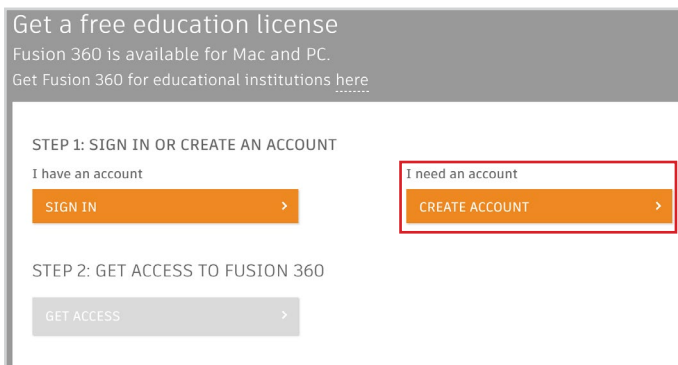 Get a free education license
Fusion 360 is available for Mac and PC.
Get Fusion 360 for educational institutions here
STEP 1: SIGN IN OR CREATE AN ACCOUNT
I have an account
SIGN IN >
I need an account
CREATE ACCOUNT >
STEP 2: GET ACCESS TO FUSION 360
GET ACCESS >